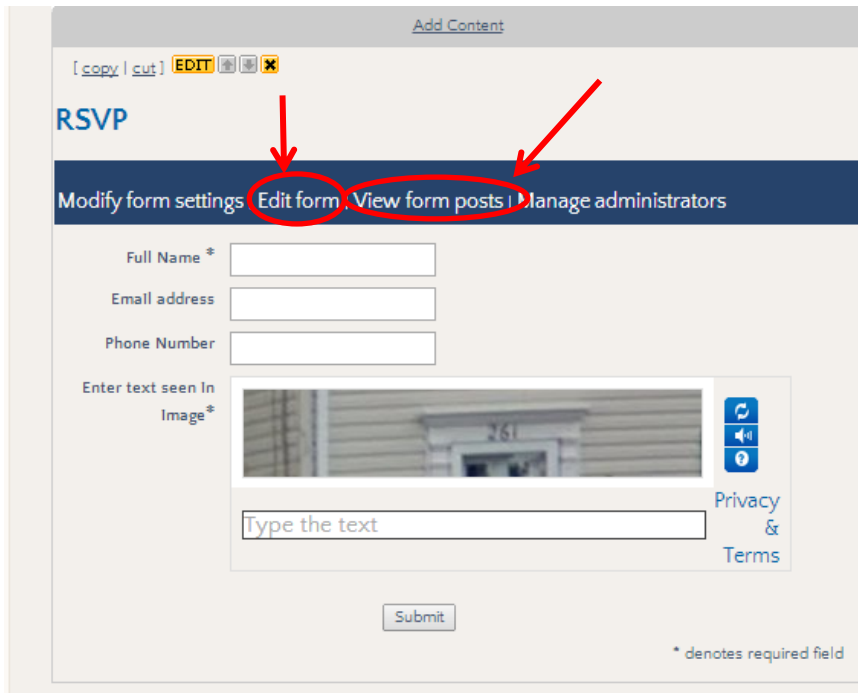 Add Content
[ copy | cut ] EDIT
RSVP
Modify form settings | Edit form | View form posts | Manage administrators
Full Name *
Email address
Phone Number
Enter text seen In
Image*
261
Type the text
Privacy
&
Terms
Submit
* denotes required field